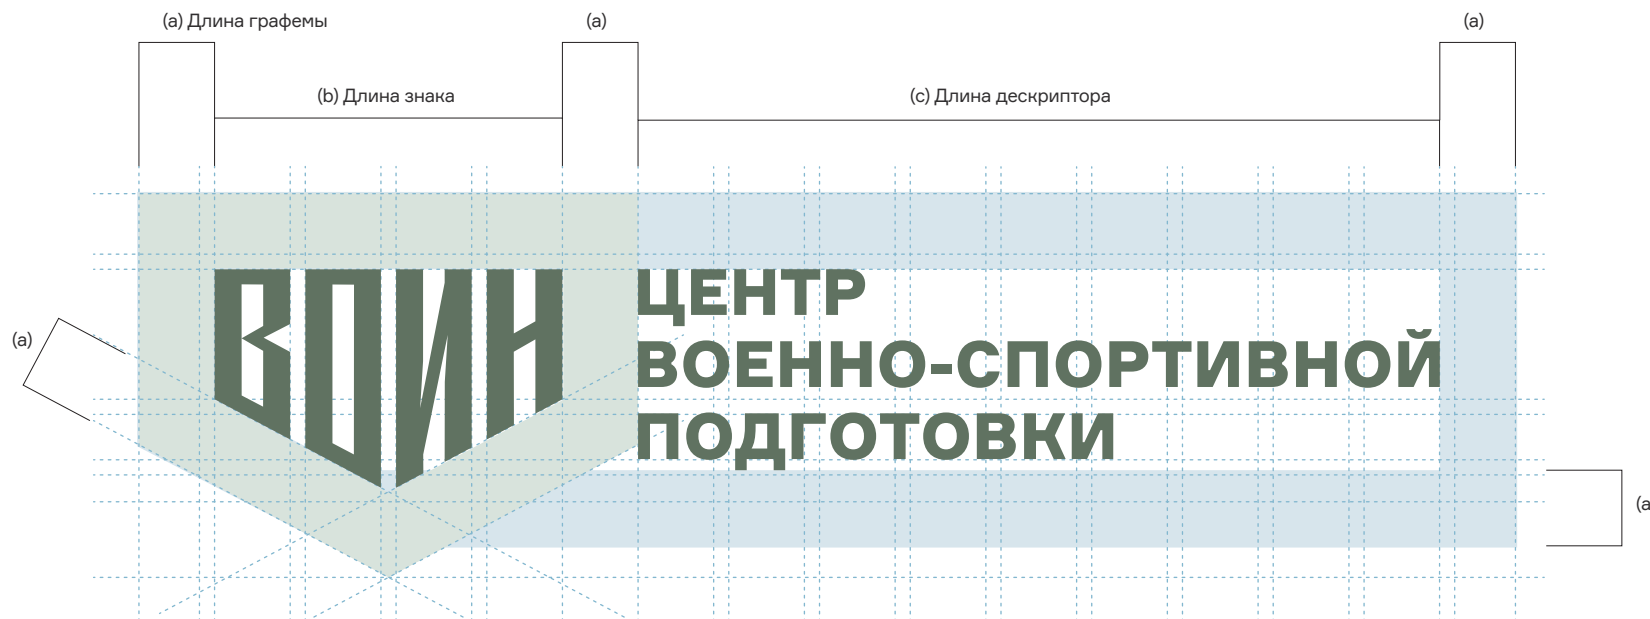 (a) Длина графемы
(a)
(a)
(b) Длина знака
(c) Длина дескриптора
ВОИН
ЦЕНТР
ВОЕННО-СПОРТИВНОЙ
ПОДГОТОВКИ
(a)
(a